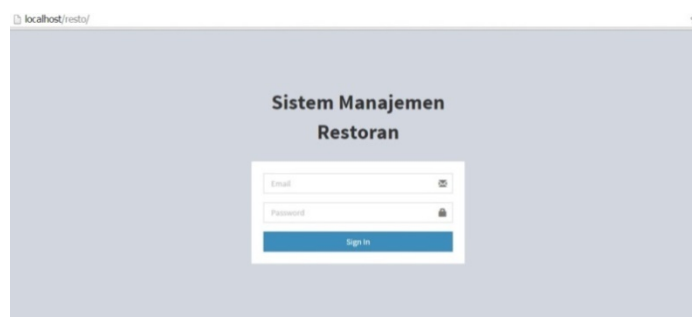 localhost/resto/
Sistem Manajemen
Restoran
Email
Password
Sign In